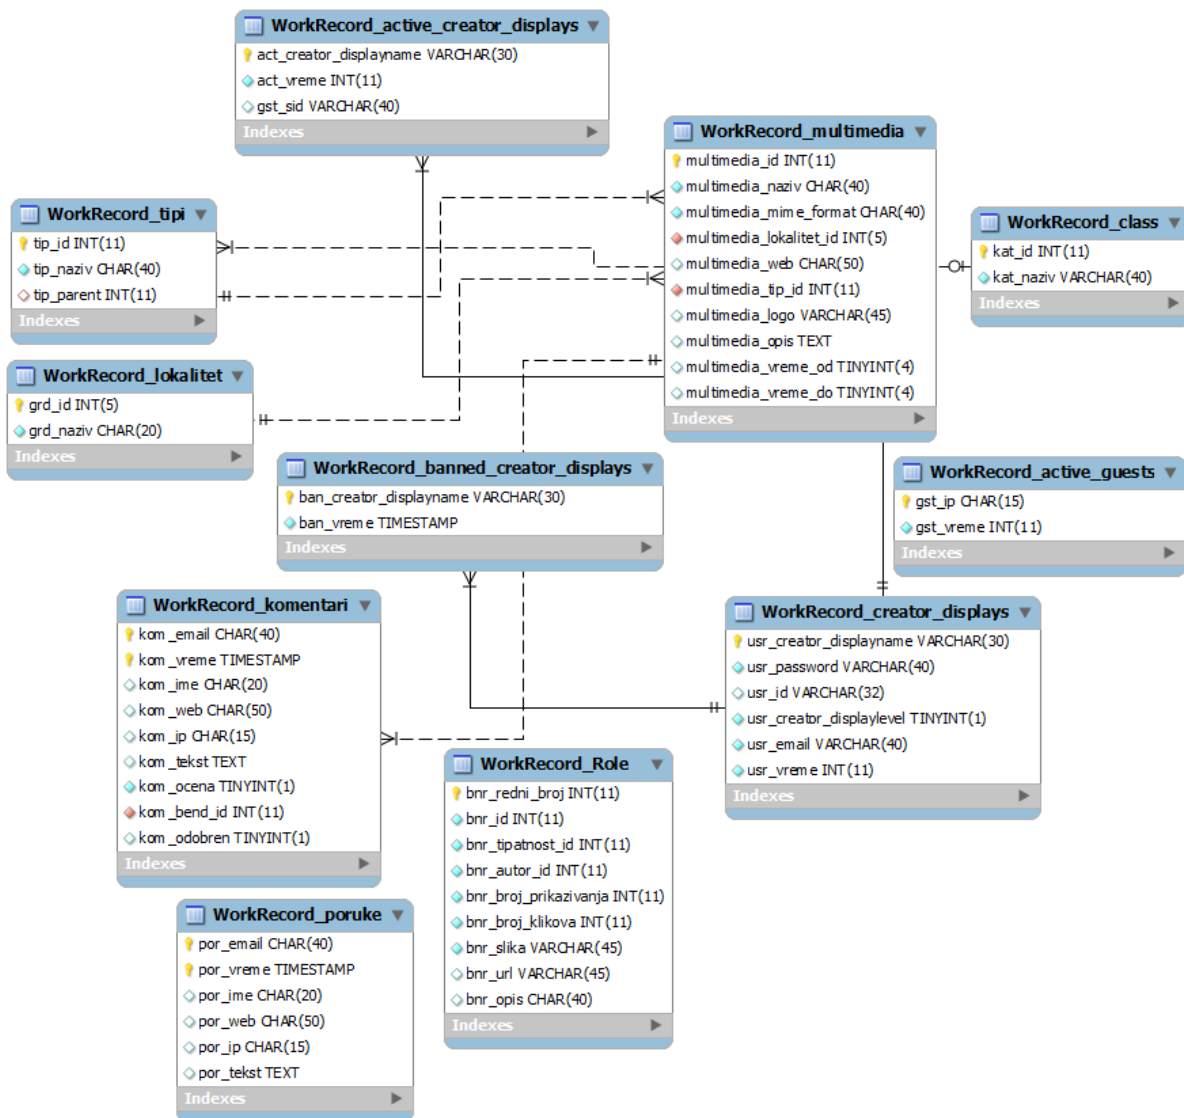 WorkRecord_active_creator_displays
act_creator_displayname VARCHAR(30)
act_vreme INT(11)
gst_sid VARCHAR(40)
Indexes
WorkRecord_multimedia
multimedia_id INT(11)
multimedia_naziv CHAR(40)
multimedia_mime_format CHAR(40)
multimedia_lokalitet_id INT(5)
multimedia_web CHAR(50)
multimedia_tip_id INT(11)
multimedia_logo VARCHAR(45)
multimedia_opis TEXT
multimedia_vreme_od TINYINT(4)
multimedia_vreme_do TINYINT(4)
Indexes
WorkRecord_tipi
tip_id INT(11)
tip_naziv CHAR(40)
tip_parent INT(11)
Indexes
WorkRecord_class
kat_id INT(11)
kat_naziv VARCHAR(40)
Indexes
WorkRecord_lokalitet
grd_id INT(5)
grd_naziv CHAR(20)
Indexes
WorkRecord_banned_creator_displays
ban_creator_displayname VARCHAR(30)
ban_vreme TIMESTAMP
Indexes
WorkRecord_active_guests
gst_ip CHAR(15)
gst_vreme INT(11)
Indexes
WorkRecord_komentari
kom_email CHAR(40)
kom_vreme TIMESTAMP
kom_ime CHAR(20)
kom_web CHAR(50)
kom_ip CHAR(15)
kom_tekst TEXT
kom_ocena TINYINT(1)
kom_bend_id INT(11)
kom_odobren TINYINT(1)
Indexes
WorkRecord_creator_displays
usr_creator_displayname VARCHAR(30)
usr_password VARCHAR(40)
usr_id VARCHAR(32)
usr_creator_displaylevel TINYINT(1)
usr_email VARCHAR(40)
usr_vreme INT(11)
Indexes
WorkRecord_Role
bnr_redni_broj INT(11)
bnr_id INT(11)
bnr_tipatnost_id INT(11)
bnr_autor_id INT(11)
bnr_broj_prikazivanja INT(11)
bnr_broj_klikova INT(11)
bnr_slika VARCHAR(45)
bnr_url VARCHAR(45)
bnr_opis CHAR(40)
Indexes
WorkRecord_poruke
por_email CHAR(40)
por_vreme TIMESTAMP
por_ime CHAR(20)
por_web CHAR(50)
por_ip CHAR(15)
por_tekst TEXT
Indexes